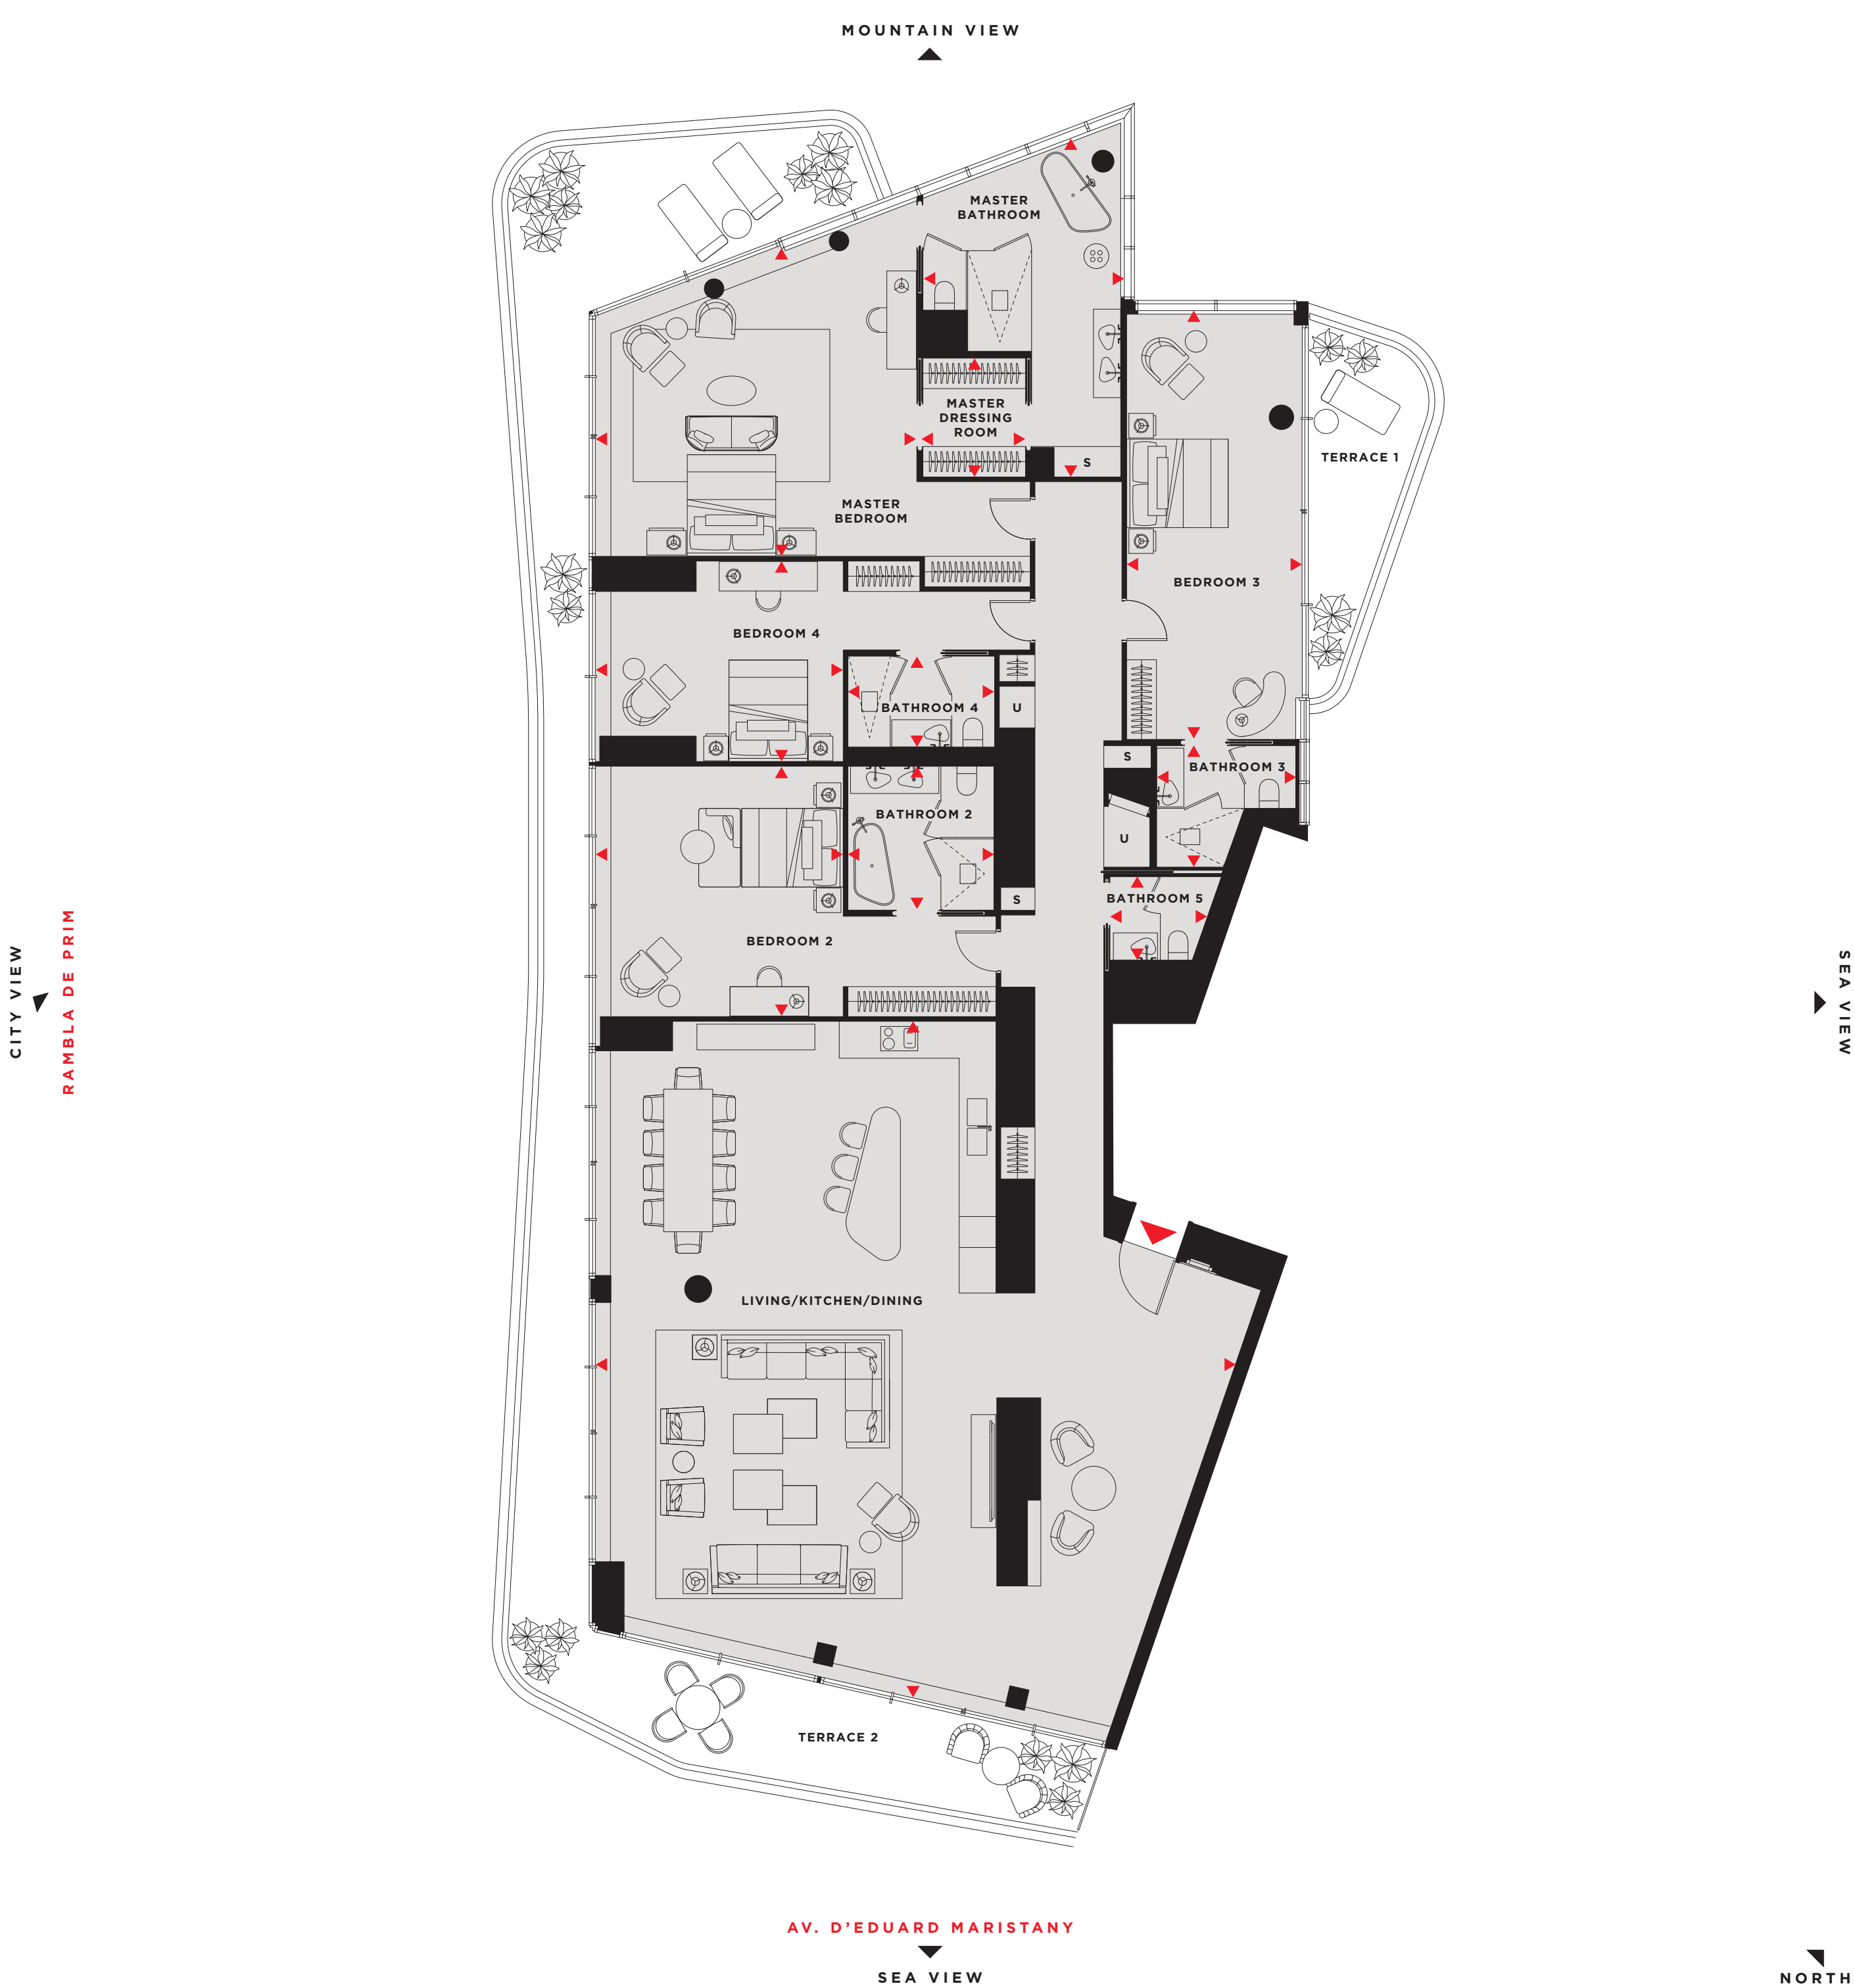 MOUNTAIN VIEW
MASTER
BATHROOM
MASTER
DRESSING
ROOM
S
TERRACE 1
MASTER
BEDROOM
BEDROOM 3
BEDROOM 4
BATHROOM 4
U
S
BATHROOM 3
BATHROOM 2
U
S
BATHROOM 5
BEDROOM 2
CITY VIEW
RAMBLA DE PRIM
SEA VIEW
LIVING/KITCHEN/DINING
TERRACE 2
AV. D’EDUARD MARISTANY
SEA VIEW
NORTH